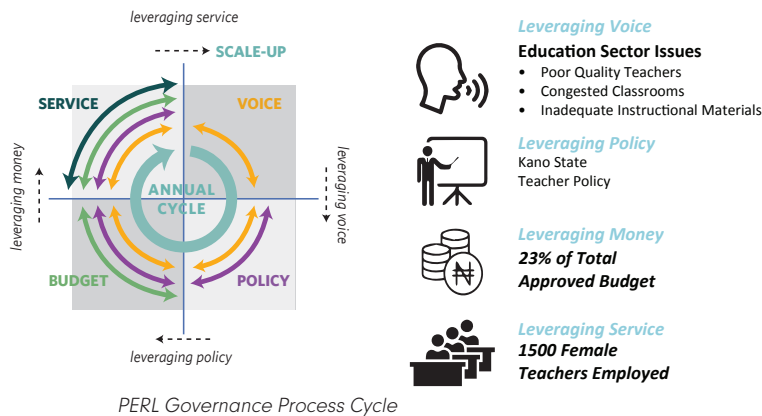 leveraging service
SCALE-UP
SERVICE
VOICE
leveraging money
ANNUAL
CYCLE
leveraging voice
BUDGET
POLICY
leveraging policy
PERL Governance Process Cycle
Leveraging Voice
Education Sector Issues
• Poor Quality Teachers
• Congested Classrooms
• Inadequate Instructional Materials
Leveraging Policy
Kano State
Teacher Policy
Leveraging Money
₦
23% of Total
Approved Budget
Leveraging Service
1500 Female
Teachers Employed